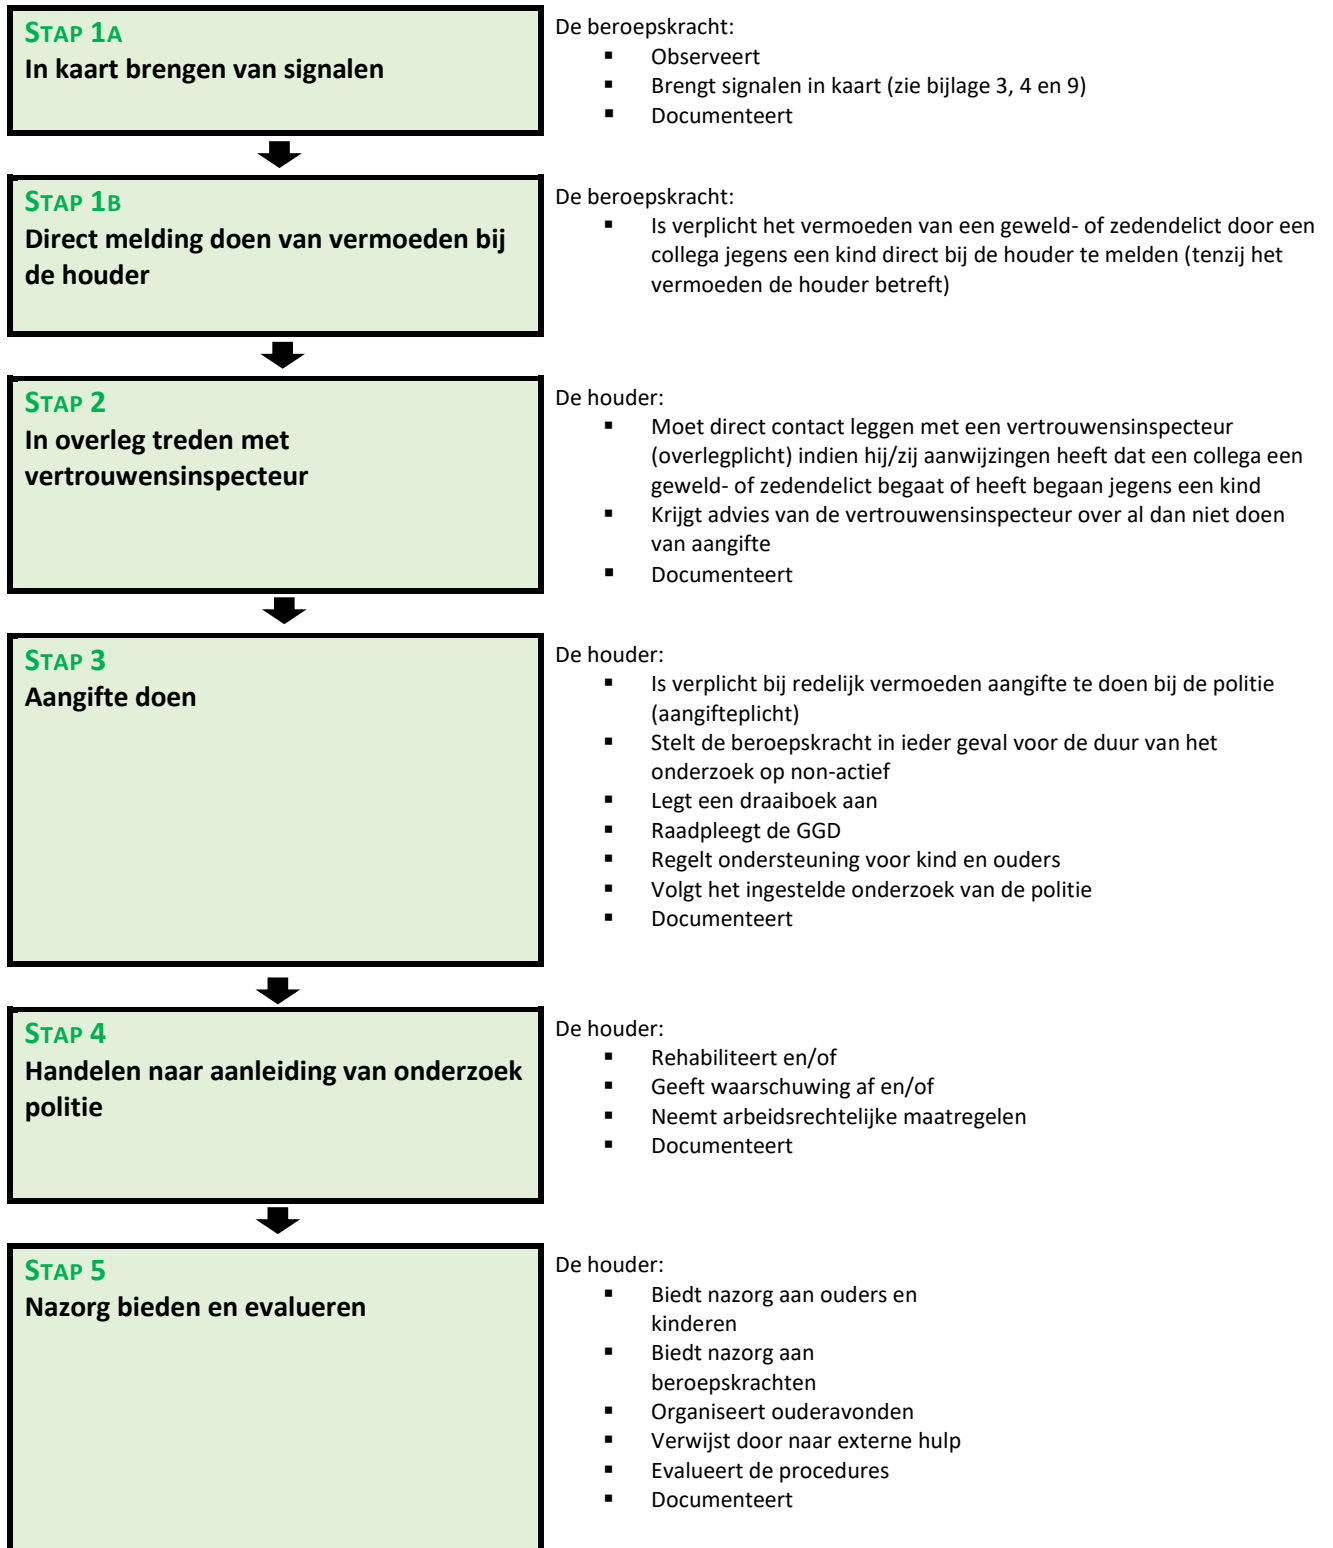 STAP 1A
In kaart brengen van signalen
De beroepskracht:
▪ Observeert
▪ Brengt signalen in kaart (zie bijlage 3, 4 en 9)
▪ Documenteert
STAP 1B
Direct melding doen van vermoeden bij
de houder
De beroepskracht:
▪ Is verplicht het vermoeden van een geweld- of zedendelict door een
collega jegens een kind direct bij de houder te melden (tenzij het
vermoeden de houder betreft)
STAP 2
In overleg treden met
vertrouwensinspecteur
De houder:
▪ Moet direct contact leggen met een vertrouwensinspecteur
(overlegplicht) indien hij/zij aanwijzingen heeft dat een collega een
geweld- of zedendelict begaat of heeft begaan jegens een kind
▪ Krijgt advies van de vertrouwensinspecteur over al dan niet doen
van aangifte
▪ Documenteert
STAP 3
Aangifte doen
De houder:
▪ Is verplicht bij redelijk vermoeden aangifte te doen bij de politie
(aangifteplicht)
▪ Stelt de beroepskracht in ieder geval voor de duur van het
onderzoek op non-actief
▪ Legt een draaiboek aan
▪ Raadpleegt de GGD
▪ Regelt ondersteuning voor kind en ouders
▪ Volgt het ingestelde onderzoek van de politie
▪ Documenteert
STAP 4
Handelen naar aanleiding van onderzoek
politie
De houder:
▪ Rehabiliteert en/of
▪ Geeft waarschuwing af en/of
▪ Neemt arbeidsrechtelijke maatregelen
▪ Documenteert
STAP 5
Nazorg bieden en evalueren
De houder:
▪ Biedt nazorg aan ouders en
kinderen
▪ Biedt nazorg aan
beroepskrachten
▪ Organiseert ouderavonden
▪ Verwijst door naar externe hulp
▪ Evalueert de procedures
▪ Documenteert